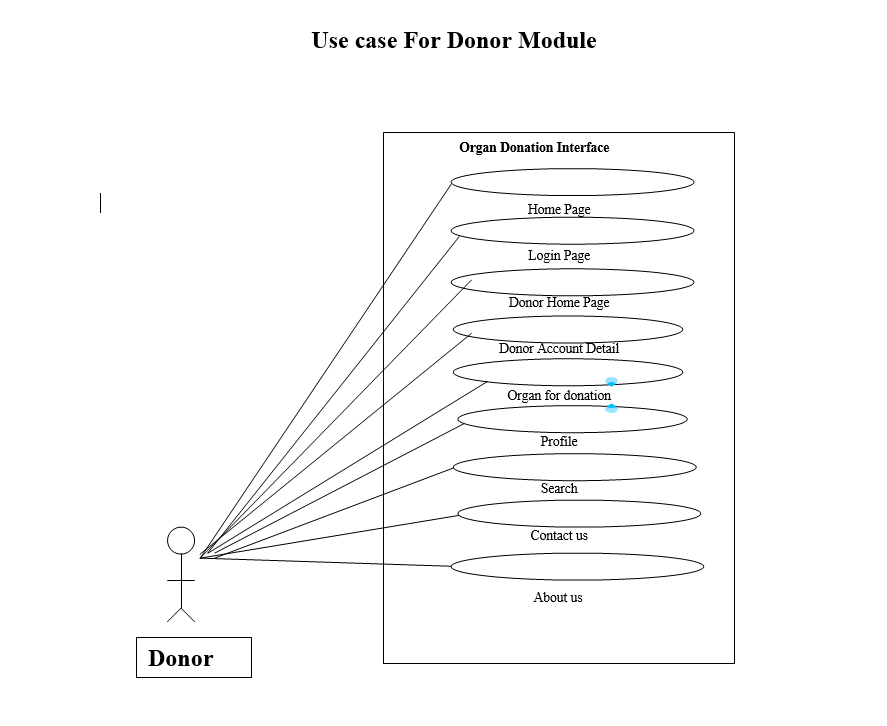 Use case For Donor Module
Organ Donation Interface
Home Page
Login Page
Donor Home Page
Donor Account Detail
Organ for donation
Profile
Search
Contact us
About us
Donor